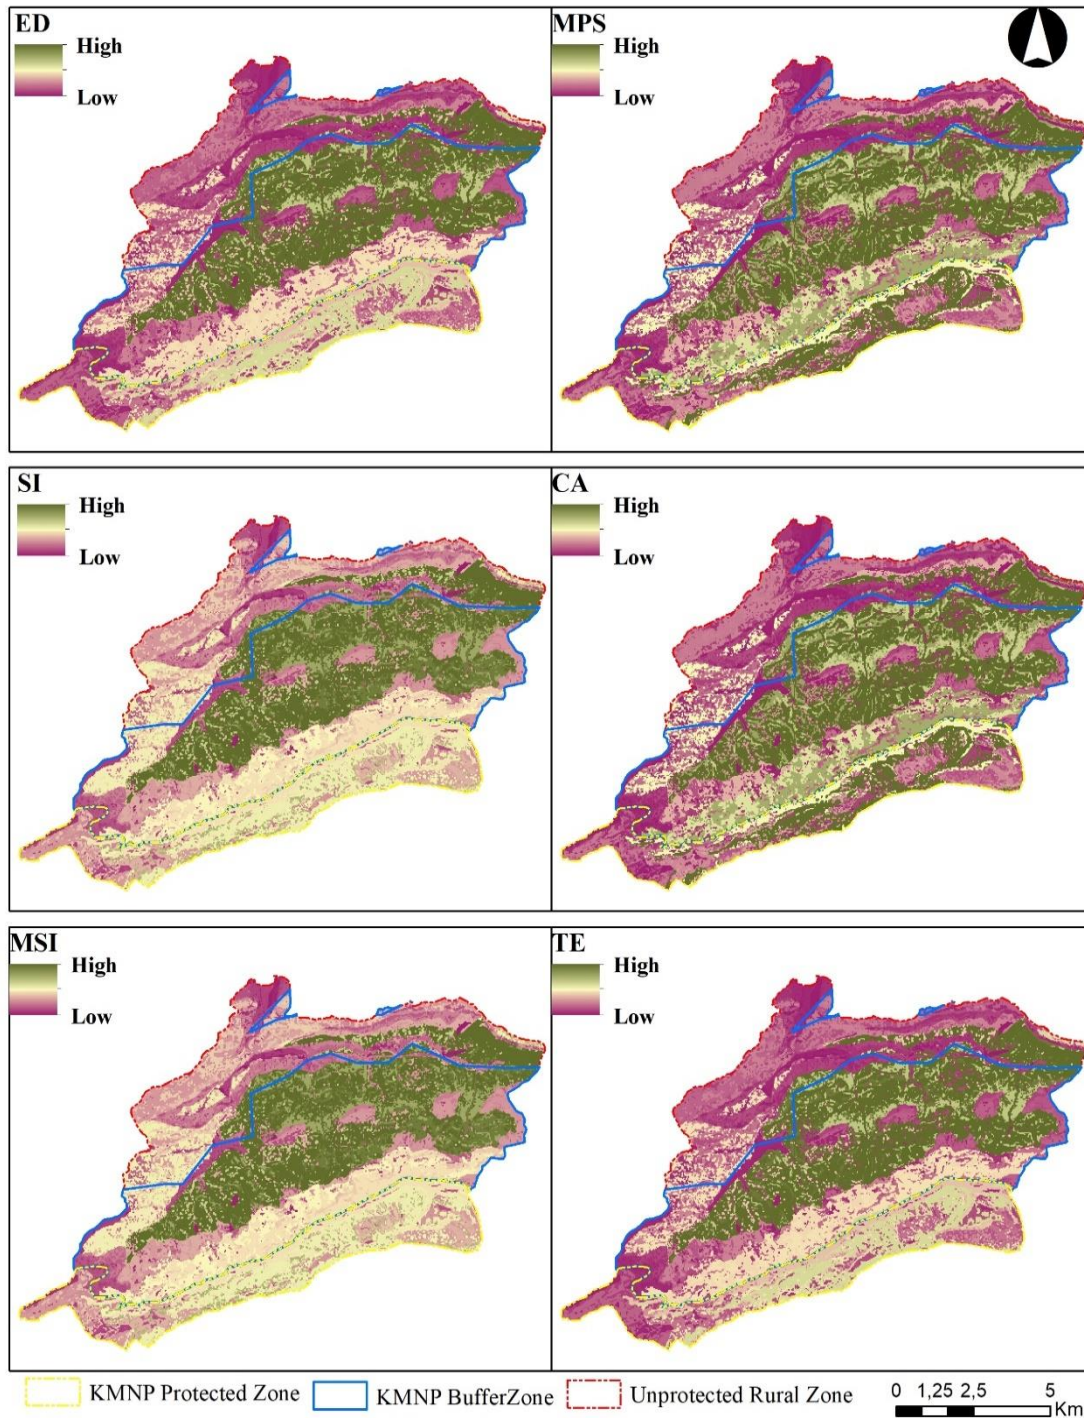 ED
High
Low
MPS
High
Low
SI
High
Low
CA
High
Low
MSI
High
Low
TE
High
Low
KMNP Protected Zone
KMNP BufferZone
Unprotected Rural Zone
0 1,25 2,5 5
Km